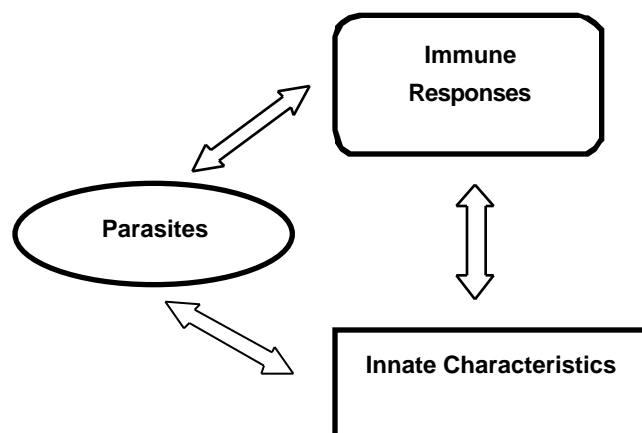 Immune
Responses
Parasites
Innate Characteristics